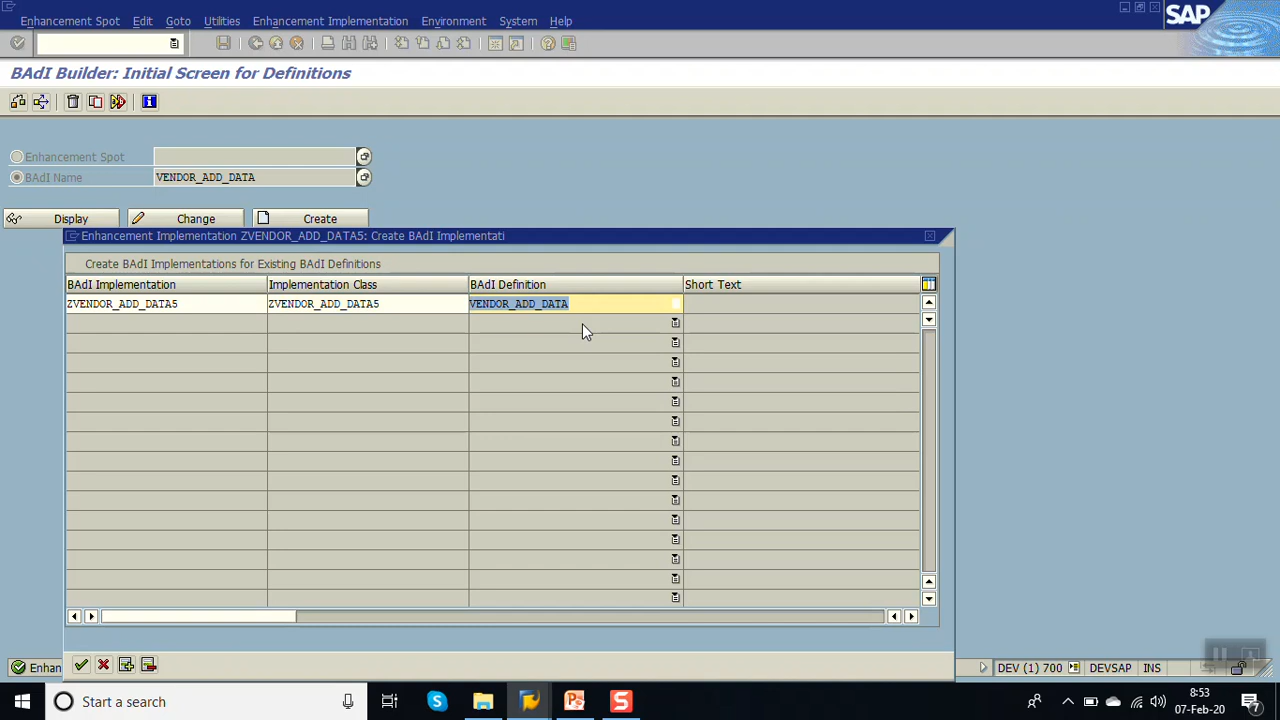 Enhancement Spot Edit Goto Utilities Enhancement Implementation Environment System Help
SAP
BAdI Builder: Initial Screen for Definitions
Enhancement Spot
BAdI Name VENDOR_ADD_DATA
Display Change Create
Enhancement Implementation ZVENDOR_ADD_DATA5: Create BAdI Implementati
Create BAdI Implementations for Existing BAdI Definitions
BAdI Implementation Implementation Class BAdI Definition Short Text
ZVENDOR_ADD_DATA5 ZVENDOR_ADD_DATA5 VENDOR_ADD_DATA
Enhan DEV (1) 700 DEVSAP INS
Start a search
8:53
07-Feb-20
7